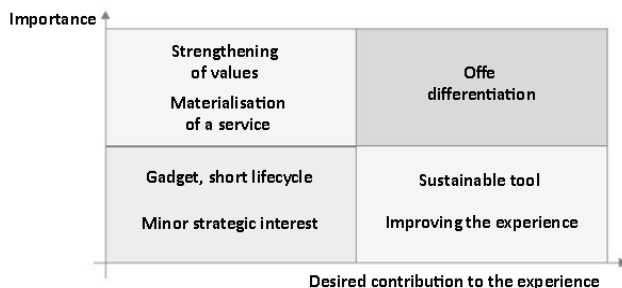 Importance
Strengthening
of values
Materialisation
of a service
Offe
differentiation
Gadget, short lifecycle
Minor strategic interest
Sustainable tool
Improving the experience
Desired contribution to the experience